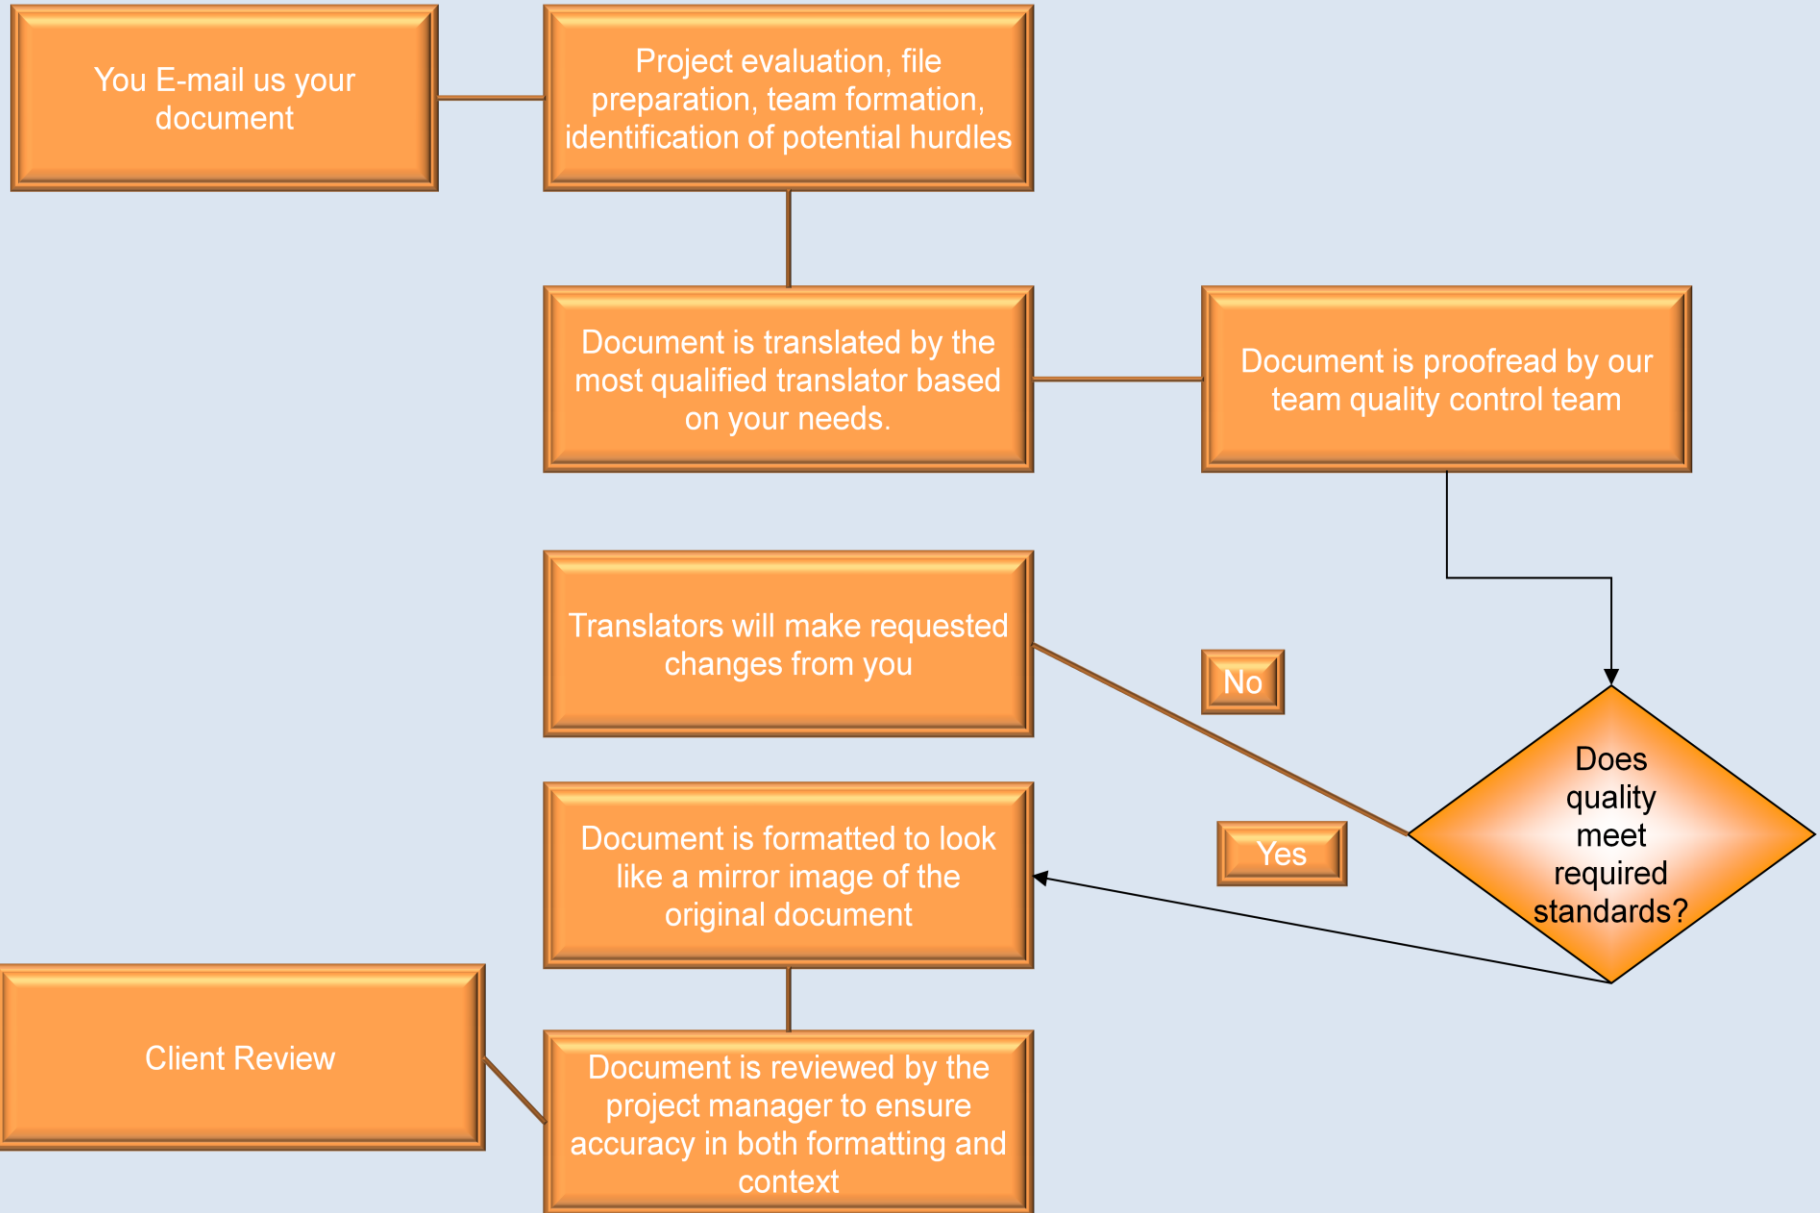 You E-mail us your
document
Project evaluation, file
preparation, team formation,
identification of potential hurdles
Document is translated by the
most qualified translator based
on your needs.
Document is proofread by our
team quality control team
Translators will make requested
changes from you
No
Does
quality
meet
required
standards?
Yes
Document is formatted to look
like a mirror image of the
original document
Client Review
Document is reviewed by the
project manager to ensure
accuracy in both formatting and
context